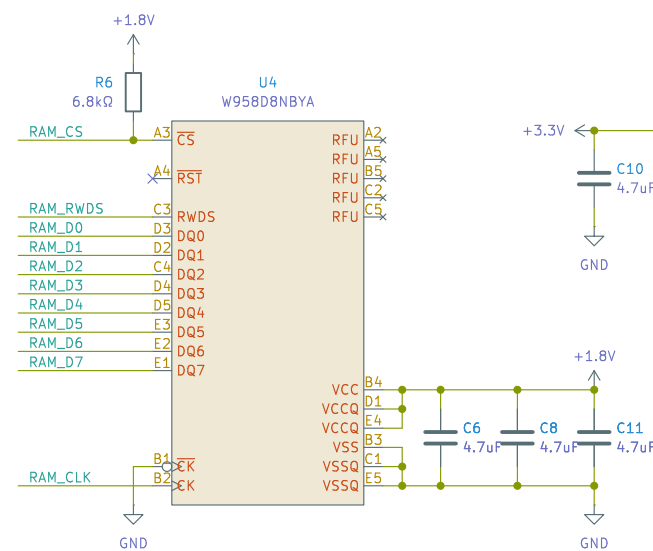 +1.8V
R6
6.8kΩ
U4
W958D8NBYA
RAM_CS
A3
CS
A4
RST
RAM_RWDS
C3
RWDS
RAM_D0
D3
DQ0
RAM_D1
D2
DQ1
RAM_D2
C4
DQ2
RAM_D3
D4
DQ3
RAM_D4
D5
DQ4
RAM_D5
E3
DQ5
RAM_D6
E2
DQ6
RAM_D7
E1
DQ7
B1
CK
RAM_CLK
B2
CK
GND
RFU
A2
RFU
A5
RFU
B5
RFU
C2
RFU
C5
VCC
B4
VCCQ
D1
VCCQ
E4
VSS
B3
VSSQ
C1
VSSQ
E5
+3.3V
C10
4.7uF
GND
+1.8V
C6
4.7uF
C8
4.7uF
C11
4.7uF
GND